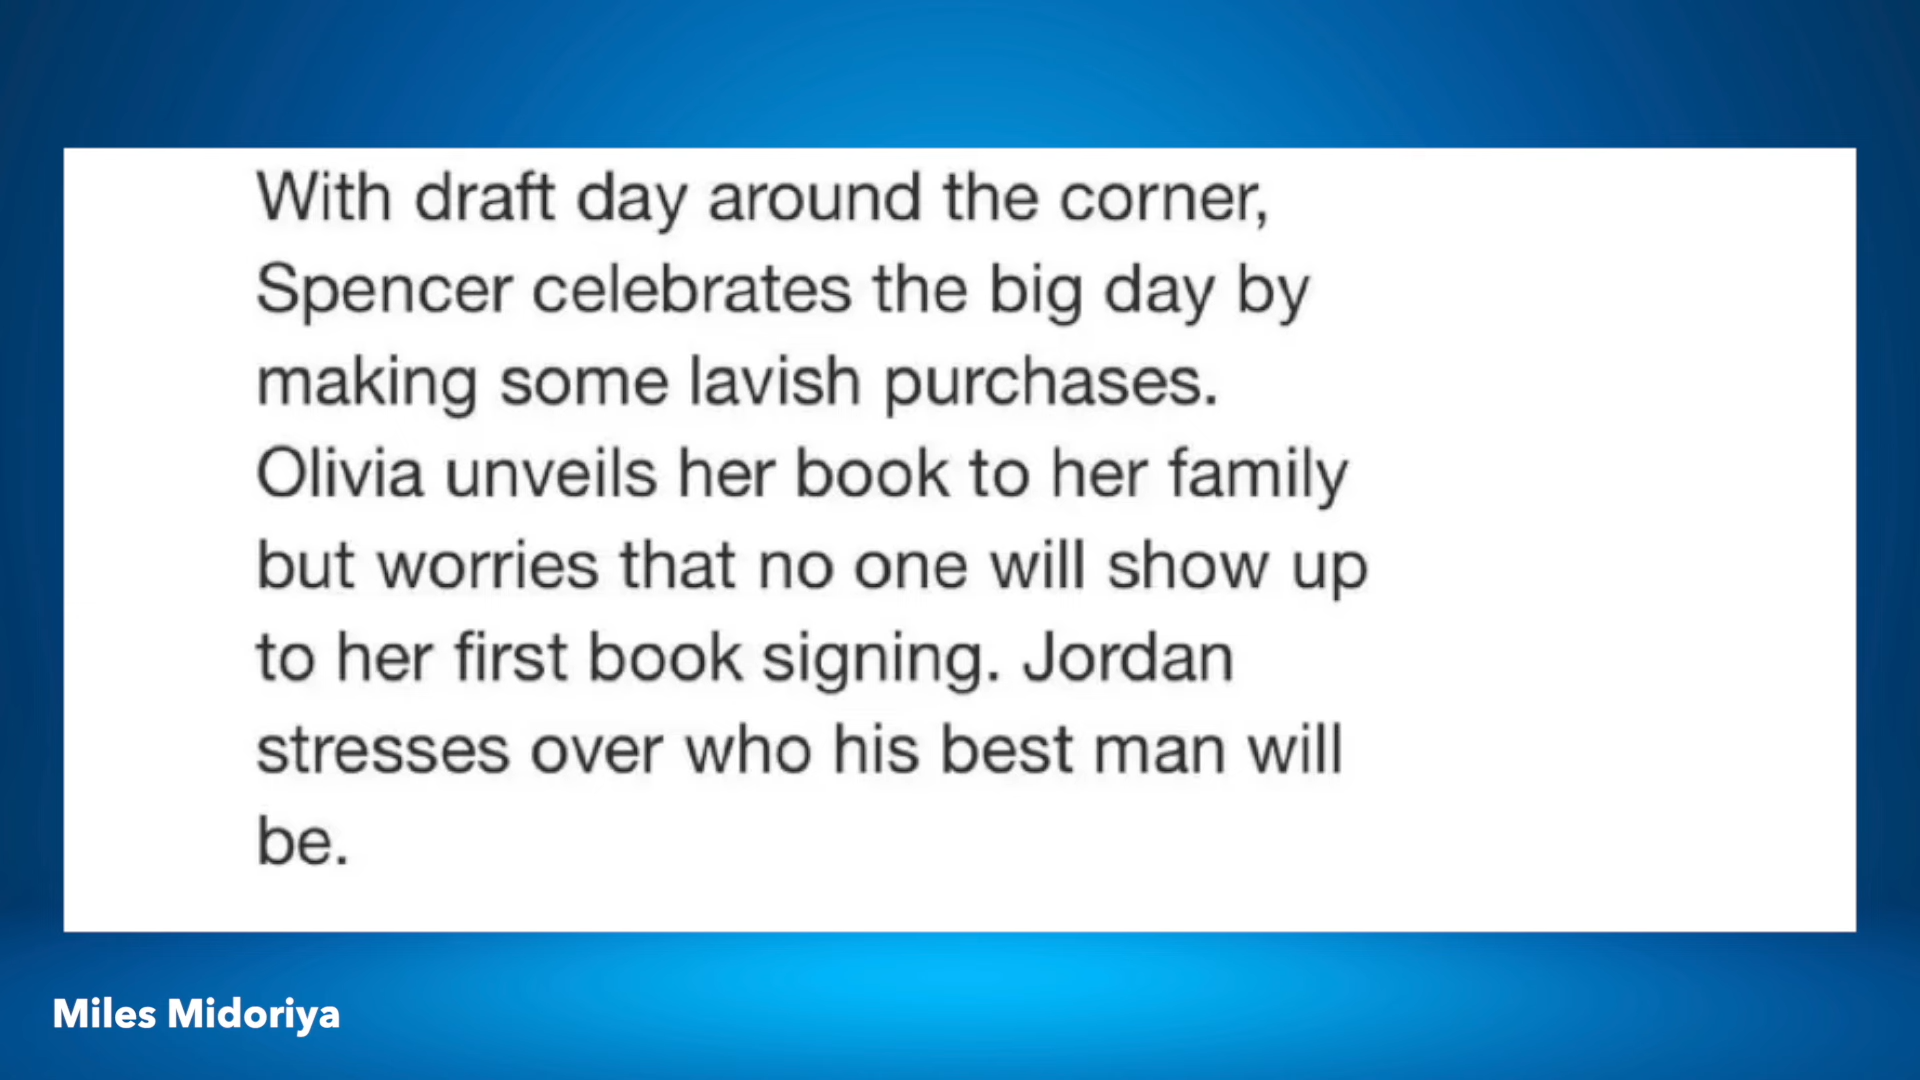 With draft day around the corner,
Spencer celebrates the big day by
making some lavish purchases.
Olivia unveils her book to her family
but worries that no one will show up
to her first book signing. Jordan
stresses over who his best man will
be.
Miles Midoriya